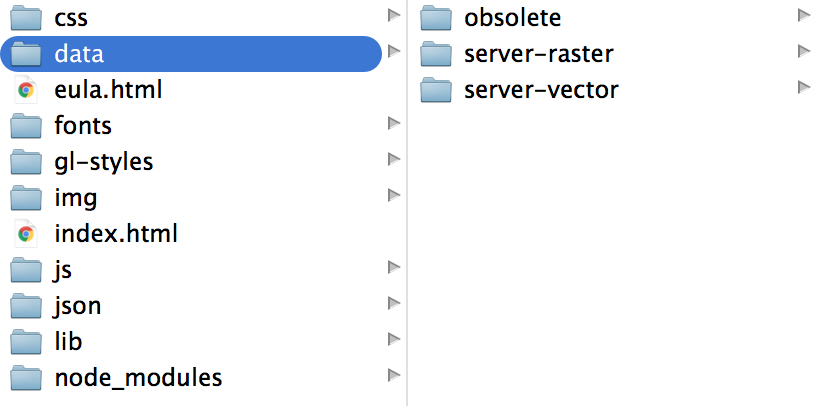 css
data
eula.html
fonts
gl-styles
img
index.html
js
json
lib
node_modules
obsolete
server-raster
server-vector